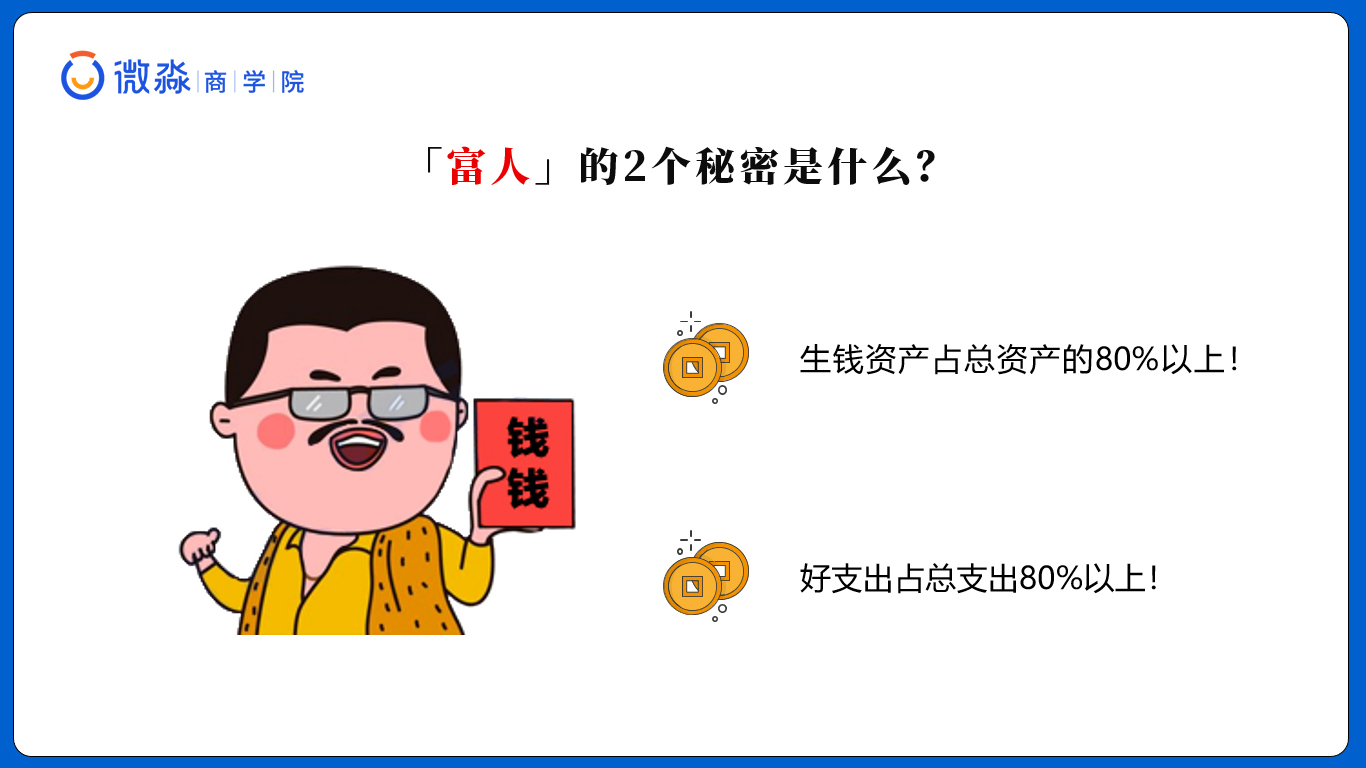 微淼|商|学|院
「富人」的2个秘密是什么？
钱
钱
生钱资产占总资产的80%以上！
好支出占总支出80%以上！